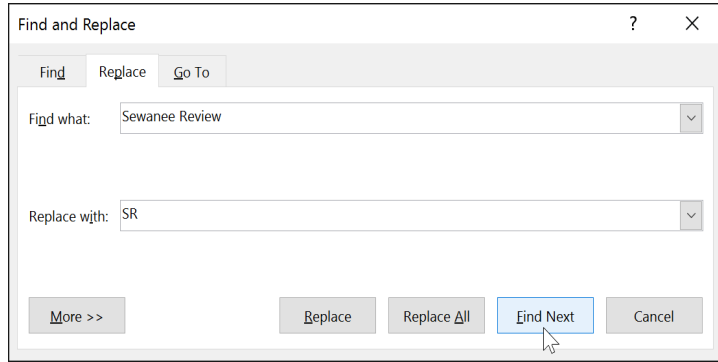 Find and Replace ? ×
Find Replace Go To
Find what: Sewanee Review
Replace with: SR
More >> Replace Replace All Find Next Cancel